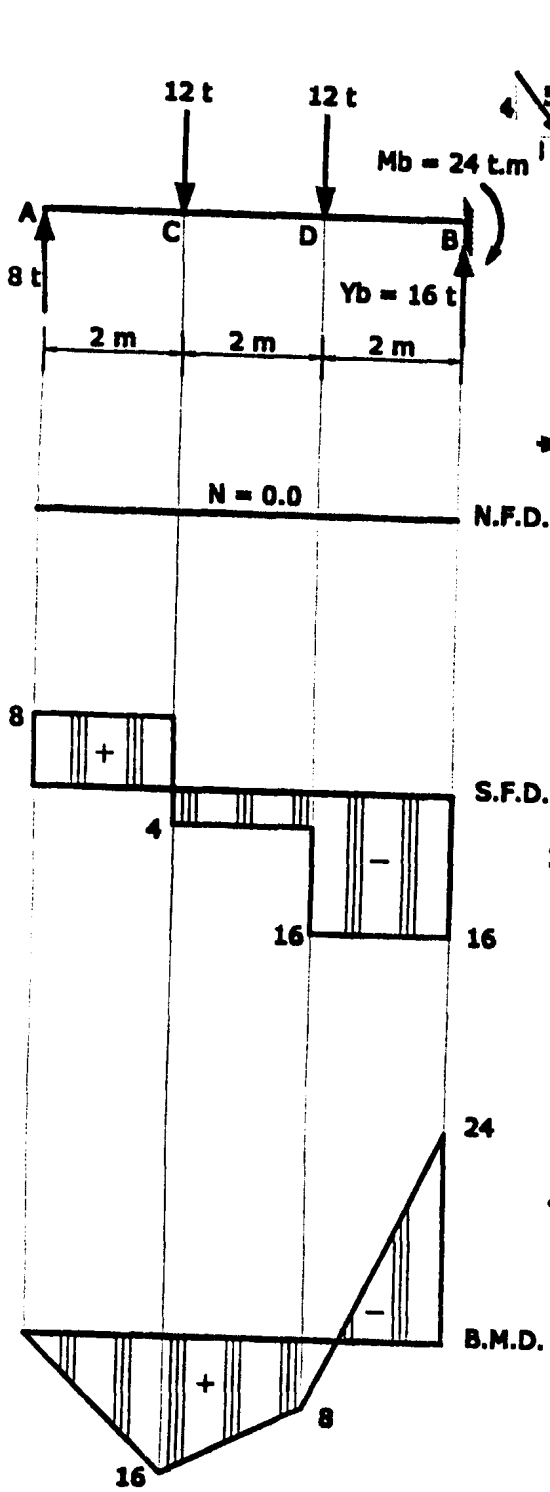 12 t 12 t
4
Mb = 24 t.m
A C D B
8 t
Yb = 16 t
2 m 2 m 2 m
N = 0.0
N.F.D.
8
+
S.F.D.
4
−
16 16
24
−
B.M.D.
+
8
16